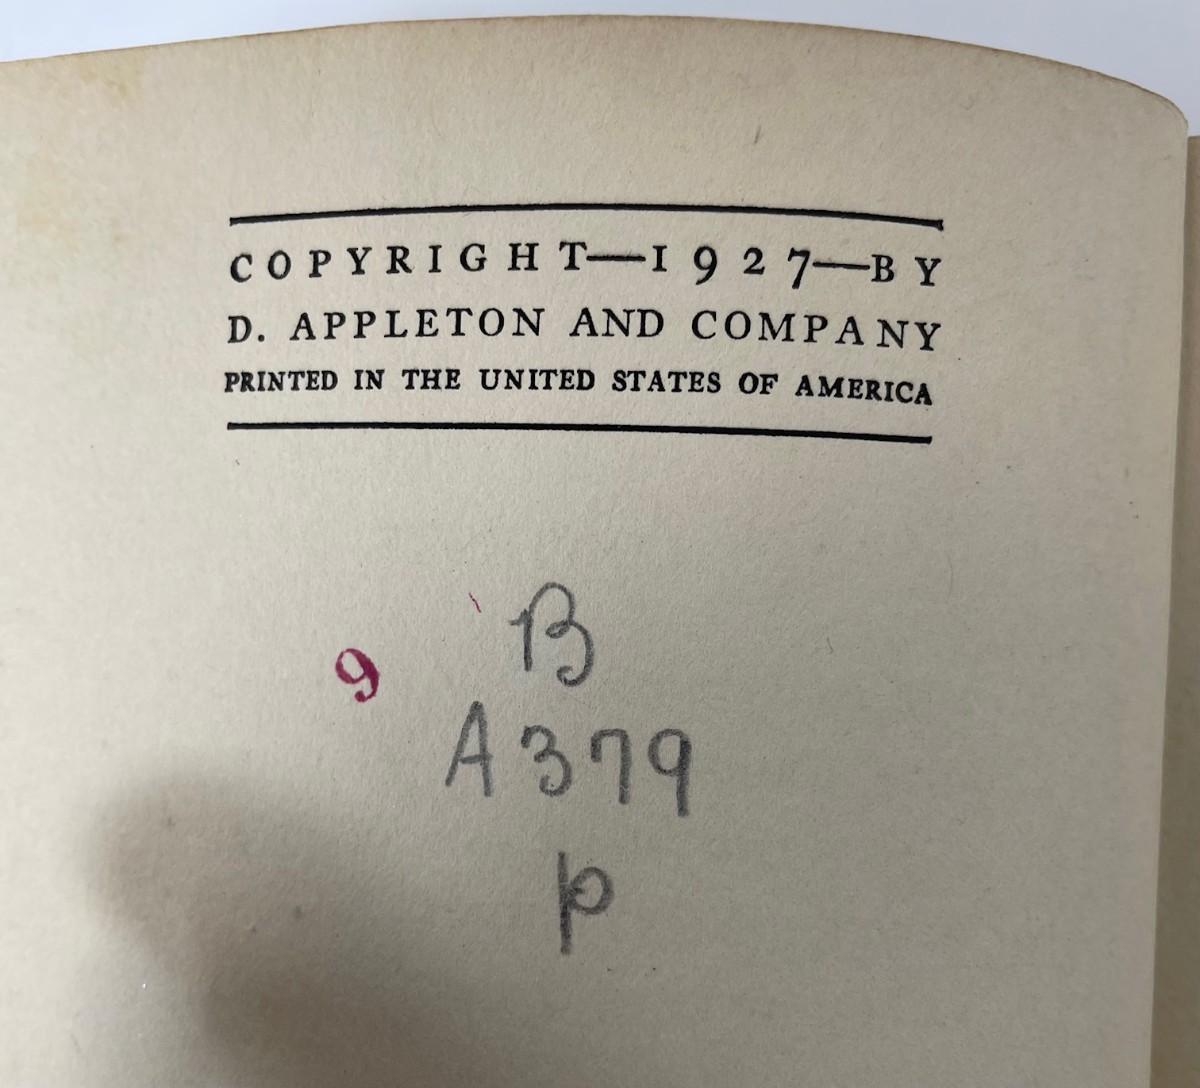 COPYRIGHT—1927—BY
D. APPLETON AND COMPANY
PRINTED IN THE UNITED STATES OF AMERICA
B
9
A379
p